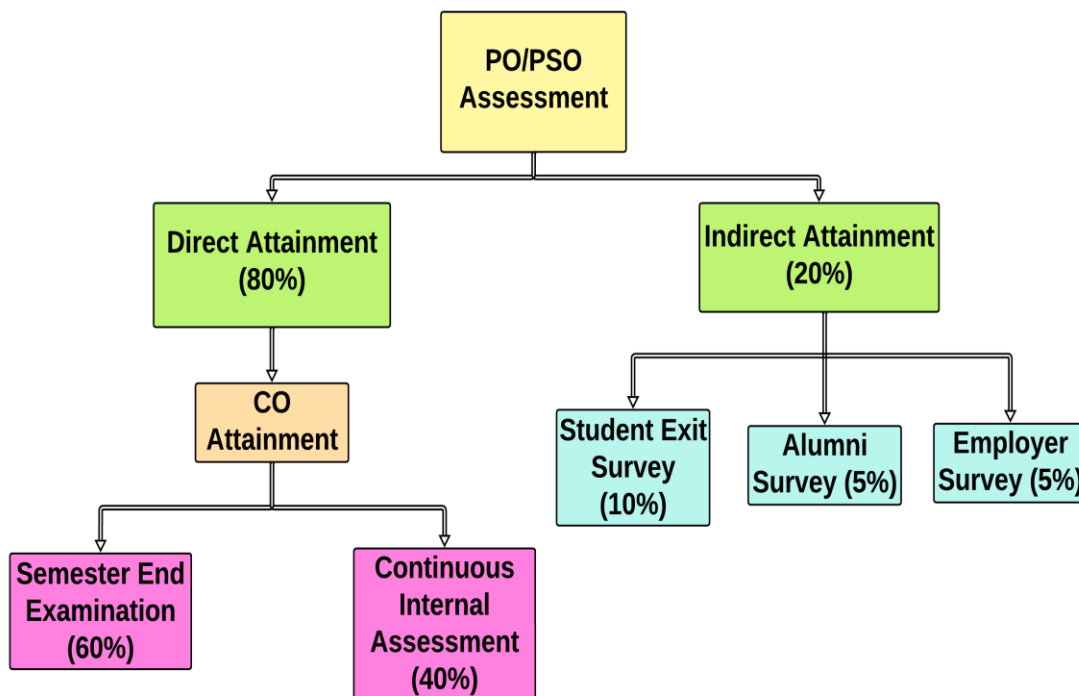 PO/PSO
Assessment
Direct Attainment
(80%)
Indirect Attainment
(20%)
CO
Attainment
Student Exit
Survey
(10%)
Alumni
Survey (5%)
Employer
Survey (5%)
Semester End
Examination
(60%)
Continuous
Internal
Assessment
(40%)